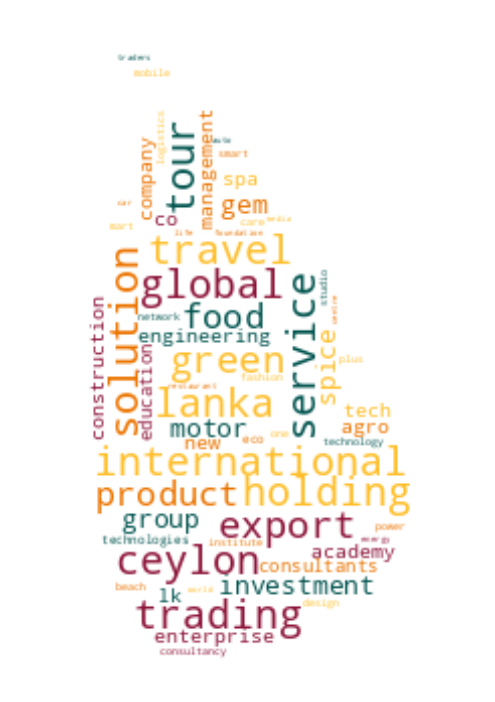 traders
mobile
logistics
tour
company
management
auto
smart
spa
car
co
gem
mart
care
media
life
foundation
travel
solution
global
service
studio
construction
network
food
centre
engineering
education
green
spice
plus
fashion
restaurant
lanka
tech
motor
agro
new
eco
one
technology
international
product
holding
group
export
power
technologies
institute
energy
ceylon
academy
consultants
beach
lk
world
investment
design
trading
enterprise
consultancy